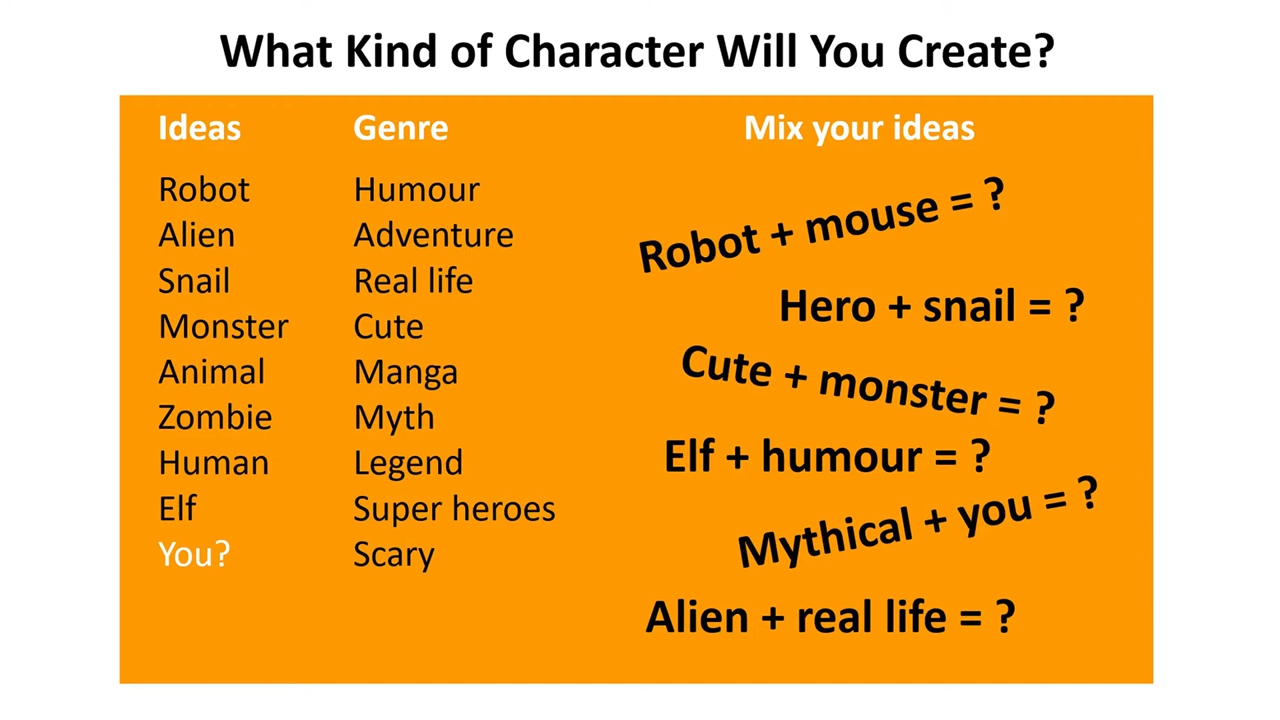 What Kind of Character Will You Create?
Ideas
Robot
Alien
Snail
Monster
Animal
Zombie
Human
Elf
You?
Genre
Humour
Adventure
Real life
Cute
Manga
Myth
Legend
Super heroes
Scary
Mix your ideas
Robot + mouse = ?
Hero + snail = ?
Cute + monster = ?
Elf + humour = ?
Mythical + you = ?
Alien + real life = ?